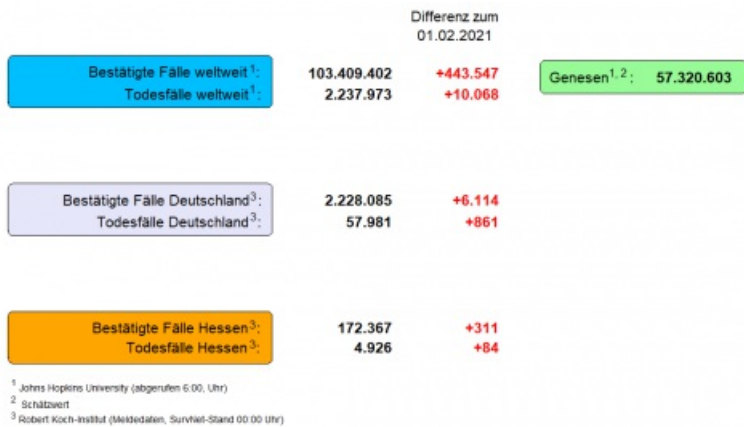 Differenz zum
01.02.2021
Bestätigte Fälle weltweit¹: 103.409.402 +443.547 Genesen¹,²: 57.320.603
Todesfälle weltweit¹: 2.237.973 +10.068
Bestätigte Fälle Deutschland³: 2.228.085 +6.114
Todesfälle Deutschland³: 57.981 +861
Bestätigte Fälle Hessen³: 172.367 +311
Todesfälle Hessen³: 4.926 +84
¹ Johns Hopkins University (abgerufen 6:00, Uhr)
² Schätzwert
³ Robert Koch-Institut (Meldedaten, SurvNet-Stand 00:00 Uhr)